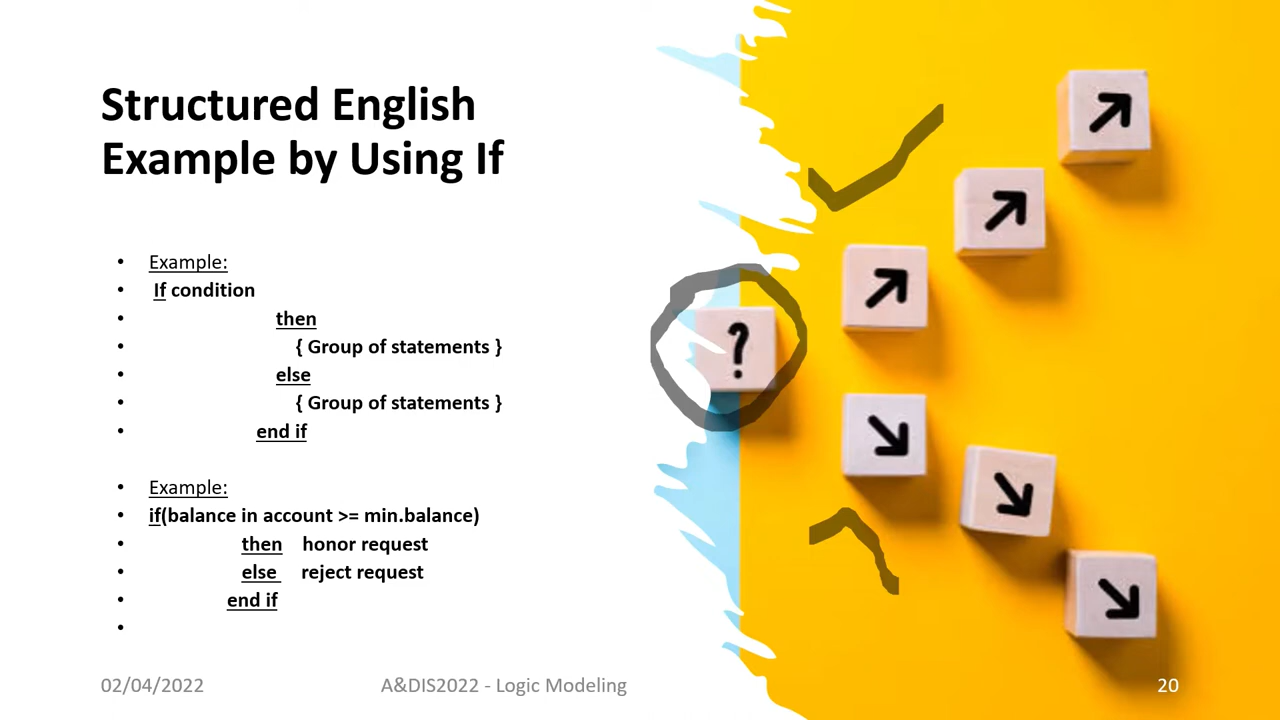 Structured English
Example by Using If
• Example:
• If condition
• then
• { Group of statements }
• else
• { Group of statements }
• end if
• Example:
• if(balance in account >= min.balance)
• then honor request
• else reject request
• end if
•
?
02/04/2022
A&DIS2022 - Logic Modeling
20